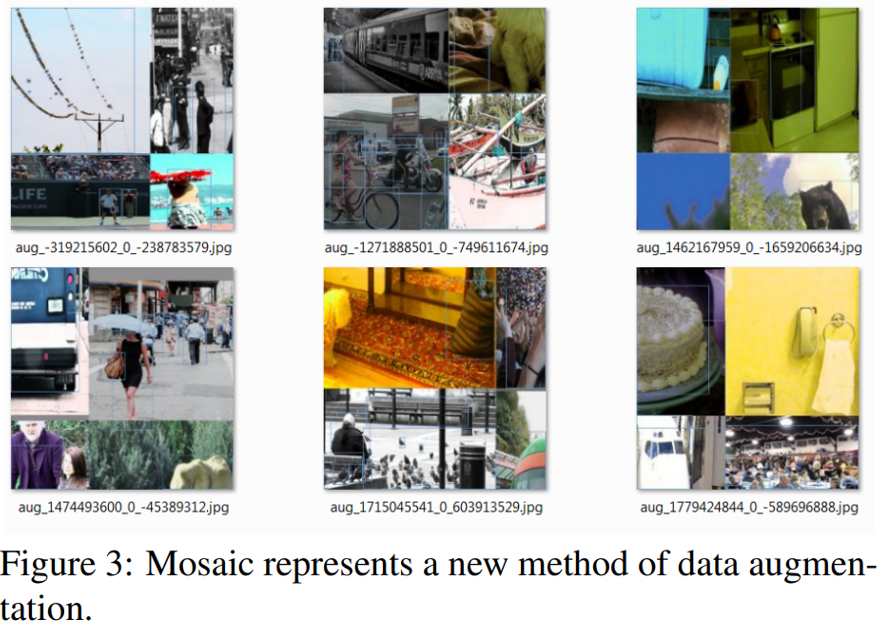 LIFE
aug_-319215602_0_-238783579.jpg
aug_-1271888501_0_-749611674.jpg
aug_1462167959_0_-1659206634.jpg
aug_1474493600_0_-45389312.jpg
aug_1715045541_0_603913529.jpg
aug_1779424844_0_-589696888.jpg
Figure 3: Mosaic represents a new method of data augmen-
tation.